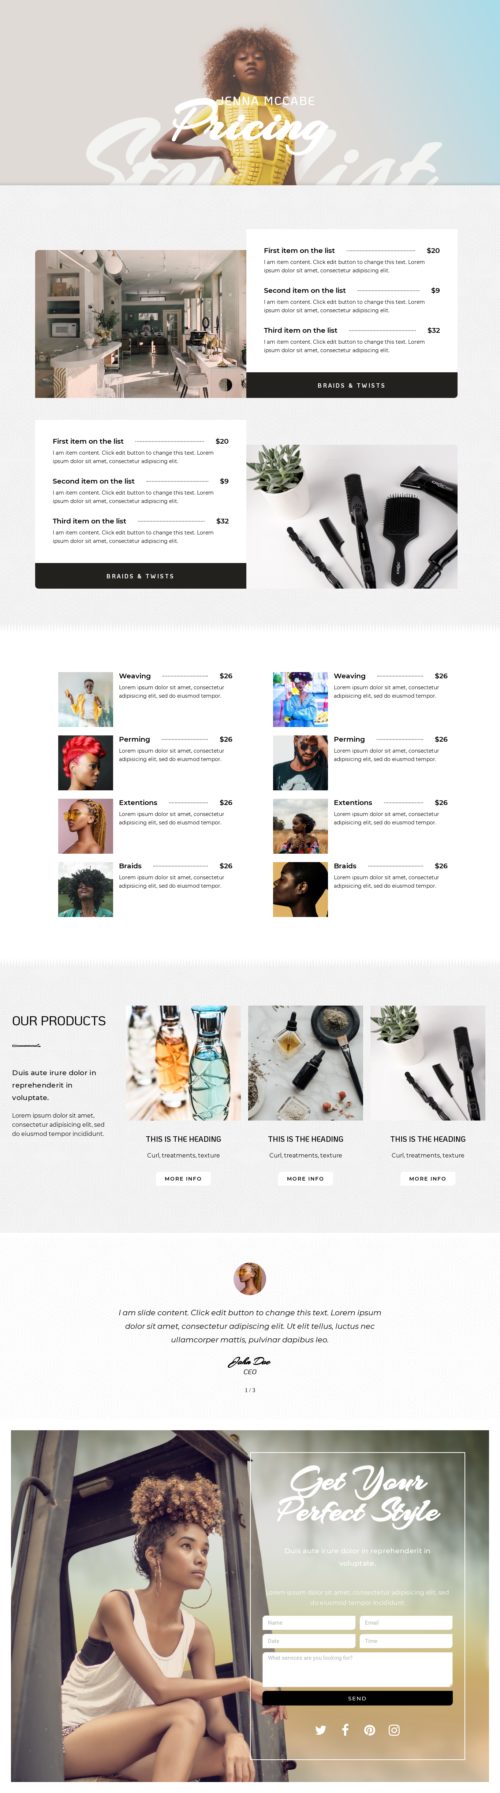 JENNA MCCABE
Pricing
Stylist
First item on the list $20
I am item content. Click edit button to change this text. Lorem
ipsum dolor sit amet, consectetur adipiscing elit.
Second item on the list $9
I am item content. Click edit button to change this text. Lorem
ipsum dolor sit amet, consectetur adipiscing elit.
Third item on the list $32
I am item content. Click edit button to change this text. Lorem
ipsum dolor sit amet, consectetur adipiscing elit.
BRAIDS & TWISTS
First item on the list $20
I am item content. Click edit button to change this text. Lorem
ipsum dolor sit amet, consectetur adipiscing elit.
Second item on the list $9
I am item content. Click edit button to change this text. Lorem
ipsum dolor sit amet, consectetur adipiscing elit.
Third item on the list $32
I am item content. Click edit button to change this text. Lorem
ipsum dolor sit amet, consectetur adipiscing elit.
BRAIDS & TWISTS
Weaving $26
Lorem ipsum dolor sit amet, consectetur
adipiscing elit, sed do eiusmod tempor.
Perming $26
Lorem ipsum dolor sit amet, consectetur
adipiscing elit, sed do eiusmod tempor.
Extentions $26
Lorem ipsum dolor sit amet, consectetur
adipiscing elit, sed do eiusmod tempor.
Braids $26
Lorem ipsum dolor sit amet, consectetur
adipiscing elit, sed do eiusmod tempor.
Weaving $26
Lorem ipsum dolor sit amet, consectetur
adipiscing elit, sed do eiusmod tempor.
Perming $26
Lorem ipsum dolor sit amet, consectetur
adipiscing elit, sed do eiusmod tempor.
Extentions $26
Lorem ipsum dolor sit amet, consectetur
adipiscing elit, sed do eiusmod tempor.
Braids $26
Lorem ipsum dolor sit amet, consectetur
adipiscing elit, sed do eiusmod tempor.
OUR PRODUCTS
Duis aute irure dolor in
reprehenderit in
voluptate.
Lorem ipsum dolor sit amet,
consectetur adipiscing elit, sed
do eiusmod tempor incididunt.
THIS IS THE HEADING
Curl, treatments, texture
MORE INFO
THIS IS THE HEADING
Curl, treatments, texture
MORE INFO
THIS IS THE HEADING
Curl, treatments, texture
MORE INFO
I am slide content. Click edit button to change this text. Lorem ipsum
dolor sit amet, consectetur adipiscing elit. Ut elit tellus, luctus nec
ullamcorper mattis, pulvinar dapibus leo.
John Doe
CEO
1 / 3
Get Your
Perfect Style
Duis aute irure dolor in reprehenderit in
voluptate.
Lorem ipsum dolor sit amet, consectetur adipiscing elit, sed
do eiusmod tempor incididunt
Name Email
Date Time
What services are you looking for?
SEND